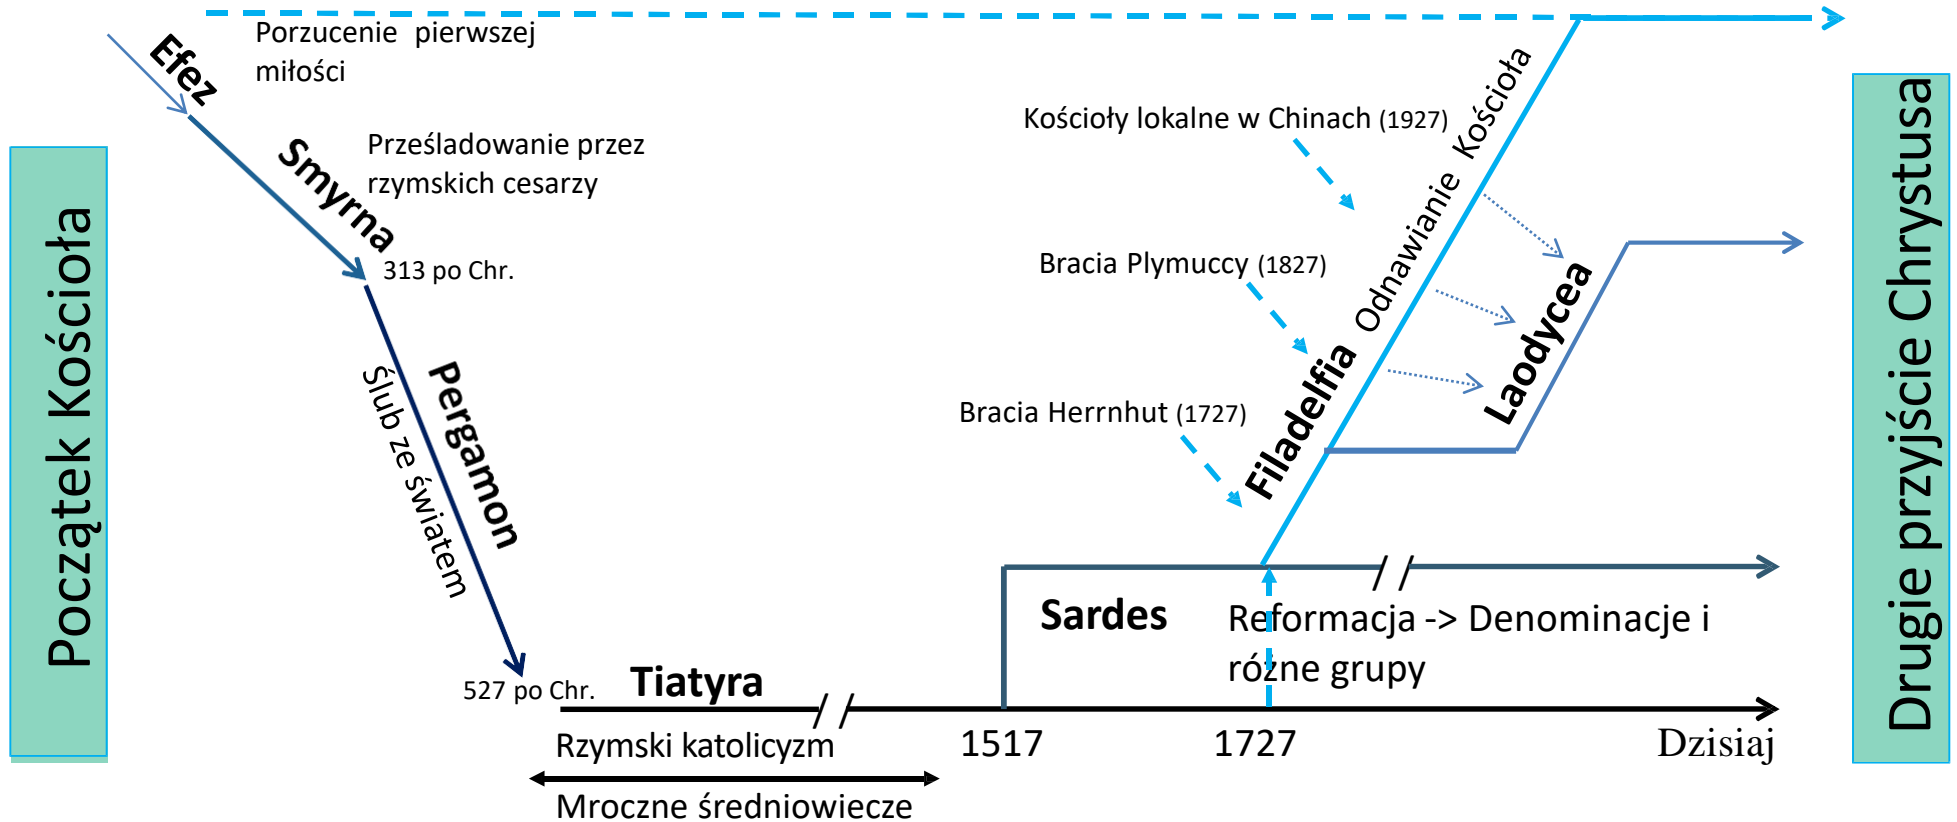 Początek Kościoła
Efez
Porzucenie pierwszej
miłości
Smyrna
Prześladowanie przez
rzymskich cesarzy
313 po Chr.
Pergamon
Ślub ze światem
527 po Chr.
Tiatyra
Rzymski katolicyzm
Mroczne średniowiecze
Sardes
Reformacja -> Denominacje i
różne grupy
1517
1727
Dzisiaj
Kościoły lokalne w Chinach (1927)
Bracia Plymuccy (1827)
Bracia Herrnhut (1727)
Filadelfia Odnawianie Kościoła
Laodycea
Drugie przyjście Chrystusa